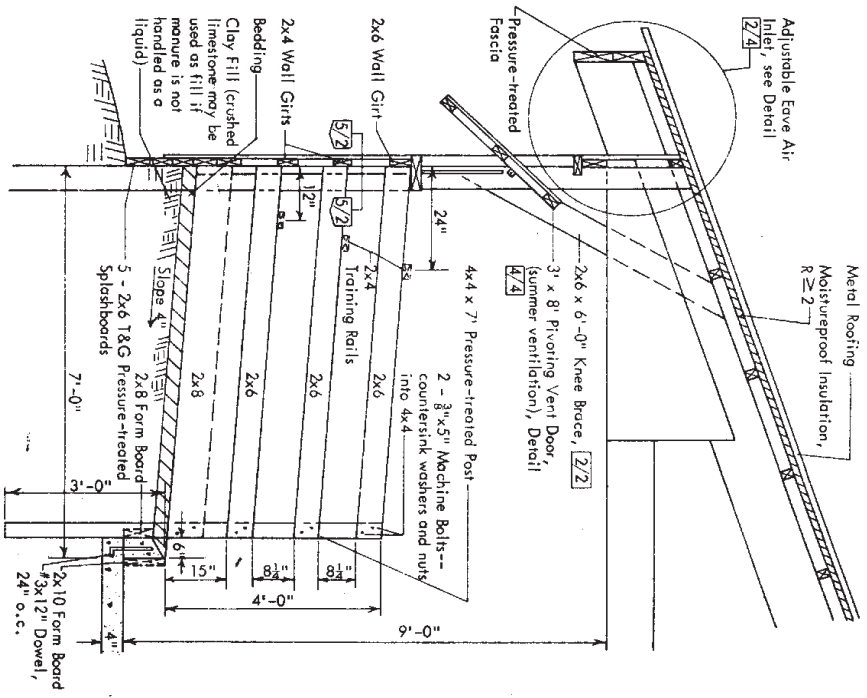 Adjustable Eave Air
Inlet, see Detail
2/4
Pressure-treated
Fascia
Metal Roofing
Moistureproof Insulation,
R ≥ 2
2x6 x 6'-0" Knee Brace, 2/2
3' x 8' Pivoting Vent Door,
(summer ventilation), Detail
4/4
4x4 x 7' Pressure-treated Post
2 - 3/8"x5" Machine Bolts--
countersink washers and nuts
into 4x4
2x6 Wall Girt
2x4 Wall Girts
Bedding
Clay Fill (crushed
limestone may be
used as fill if
manure is not
handled as a
liquid)
5/2
5/2
12"
24"
2x4
Training Rails
2x6
2x6
2x6
2x8
Slope 4"
5 - 2x6 T&G Pressure-treated
Splashboards
2x8 Form Board
7'-0"
3'-0"
6"
15"
8¼"
8¼"
4'-0"
9'-0"
4"
2x10 Form Board
#3x12" Dowel,
24" o.c.